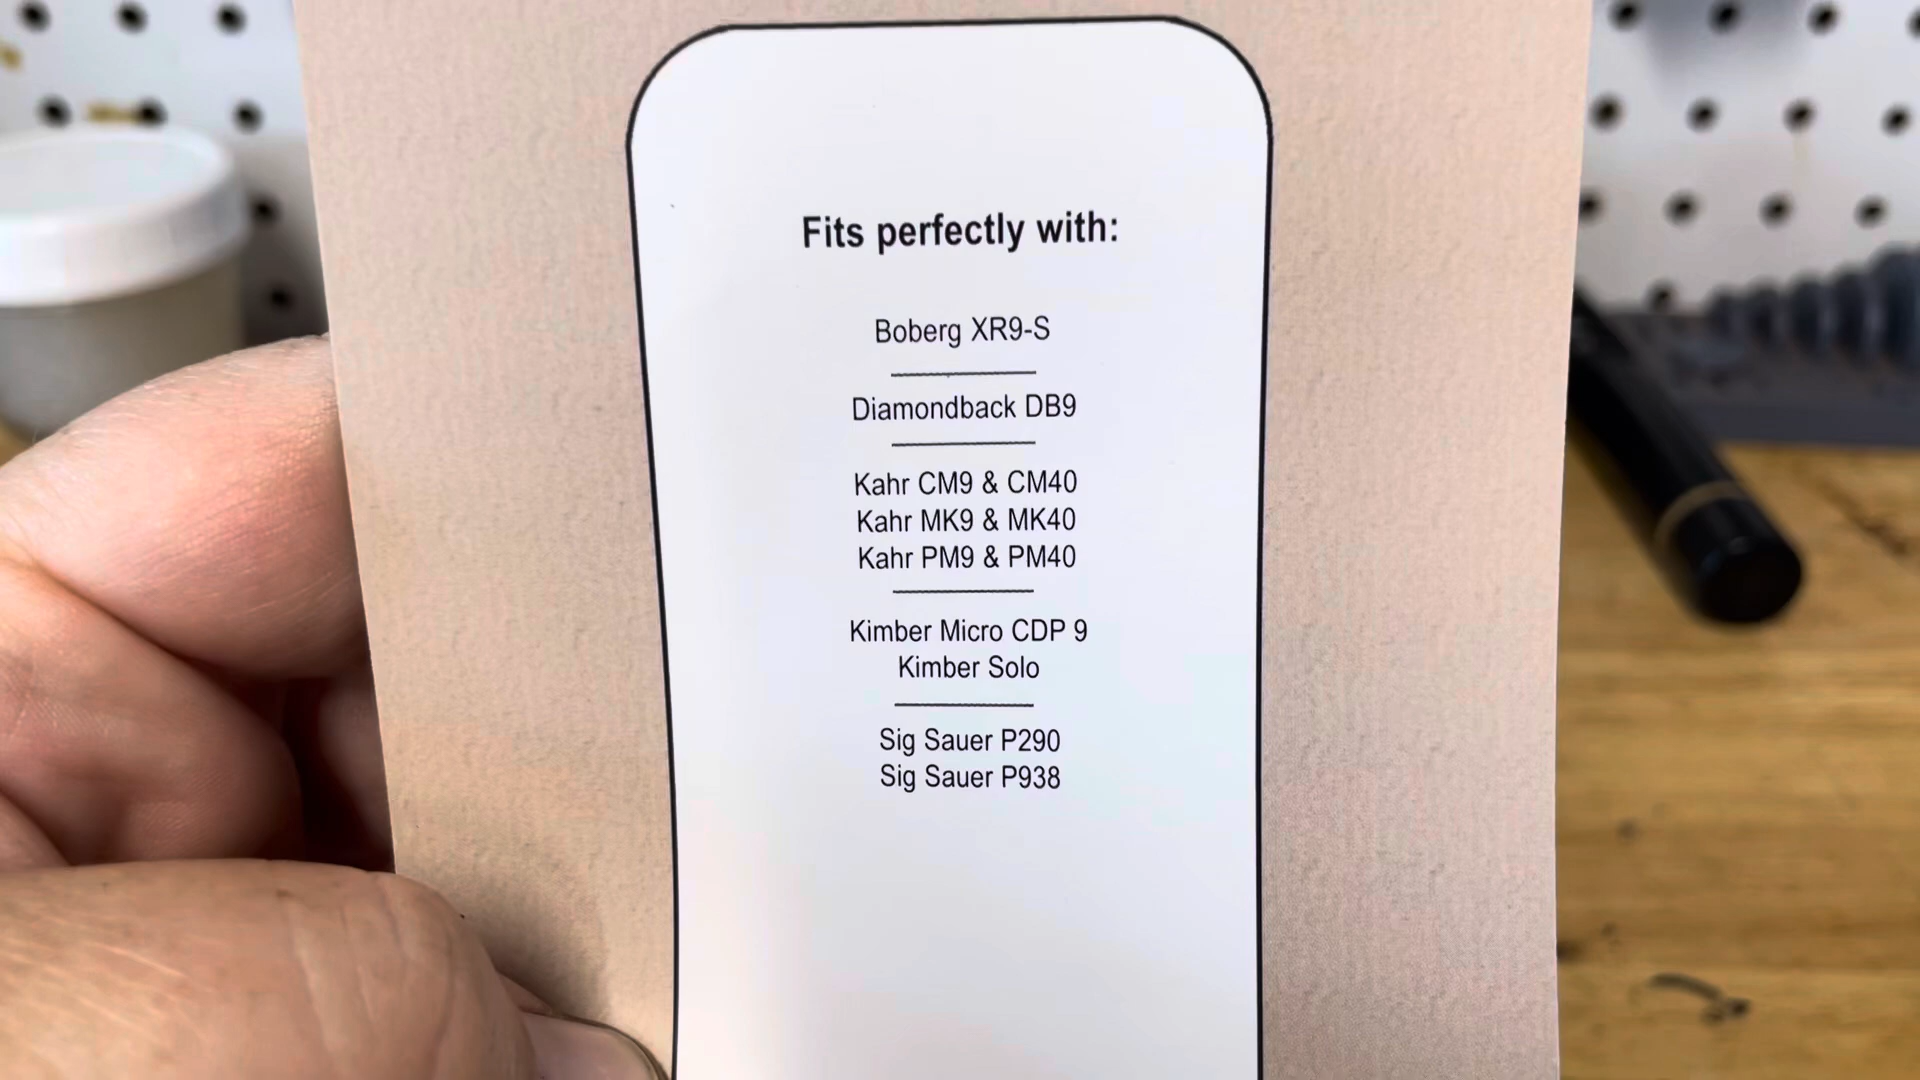 Fits perfectly with:
Boberg XR9-S
Diamondback DB9
Kahr CM9 & CM40
Kahr MK9 & MK40
Kahr PM9 & PM40
Kimber Micro CDP 9
Kimber Solo
Sig Sauer P290
Sig Sauer P938